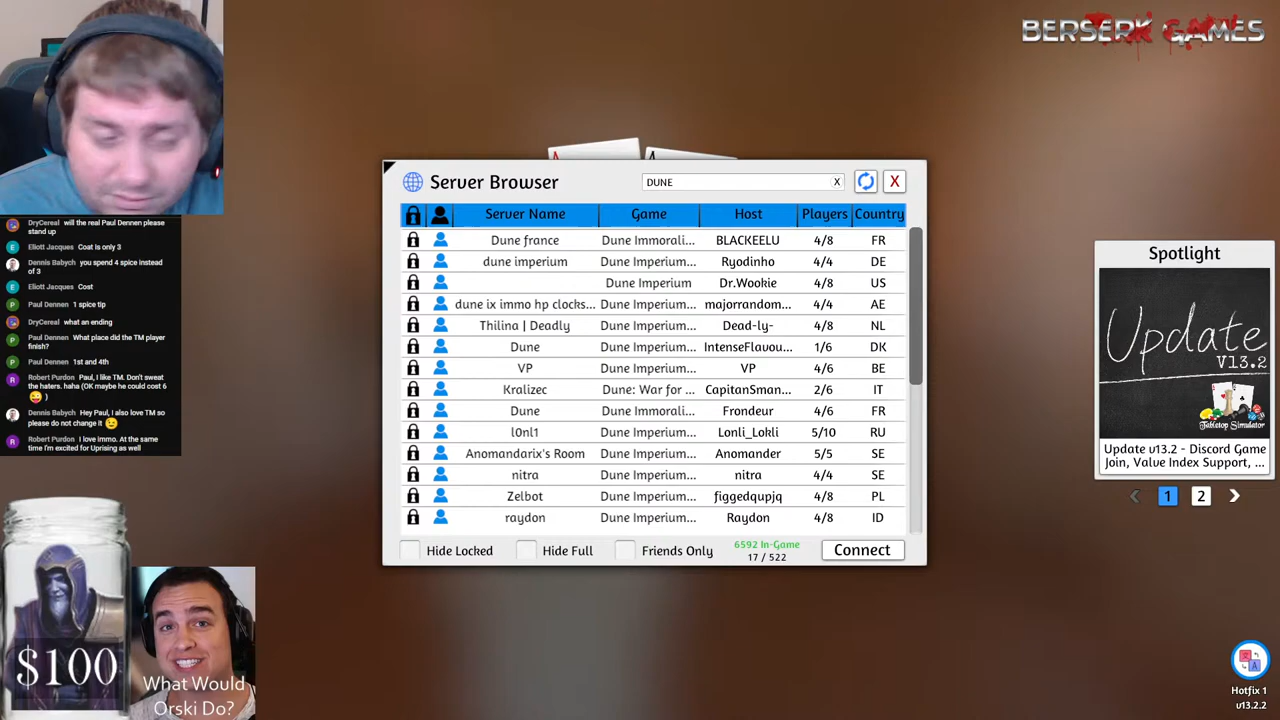 BERSERK GAMES
Server Browser
DUNE
X
X
Server Name Game Host Players Country
Dune france Dune Immorali... BLACKEELU 4/8 FR
dune imperium Dune Imperium... Ryodinho 4/4 DE
Dune Imperium Dr.Wookie 4/8 US
dune ix immo hp clocks... Dune Imperium... majorrandom... 4/4 AE
Thilina | Deadly Dune Imperium... Dead-ly- 4/8 NL
Dune Dune Imperium... IntenseFlavou... 1/6 DK
VP Dune Imperium... VP 4/6 BE
Kralizec Dune: War for ... CapitanSman... 2/6 IT
Dune Dune Immorali... Frondeur 4/6 FR
l0nl1 Dune Imperium... Lonli_Lokli 5/10 RU
Anomandarix's Room Dune Imperium... Anomander 5/5 SE
nitra Dune Imperium... nitra 4/4 SE
Zelbot Dune Imperium... figgedqupjq 4/8 PL
raydon Dune Imperium... Raydon 4/8 ID
Hide Locked Hide Full Friends Only
6592 In-Game
17 / 522
Connect
DryCereal will the real Paul Dennen please
stand up
Eliott Jacques Coat is only 3
Dennis Babych you spend 4 spice instead
of 3
Eliott Jacques Cost
Paul Dennen 1 spice tip
DryCereal what an ending
Paul Dennen What place did the TM player
finish?
Paul Dennen 1st and 4th
Robert Purdon Paul, I like TM. Don't sweat
the haters. haha (OK maybe he could cost 6
)
Dennis Babych Hey Paul, I also love TM so
please do not change it
Robert Purdon I love immo. At the same
time I'm excited for Uprising as well
$100
What Would
Orski Do?
Spotlight
Update
V13.2
Tabletop Simulator
Update v13.2 - Discord Game
Join, Valve Index Support, ...
1 2
Hotfix 1
v13.2.2